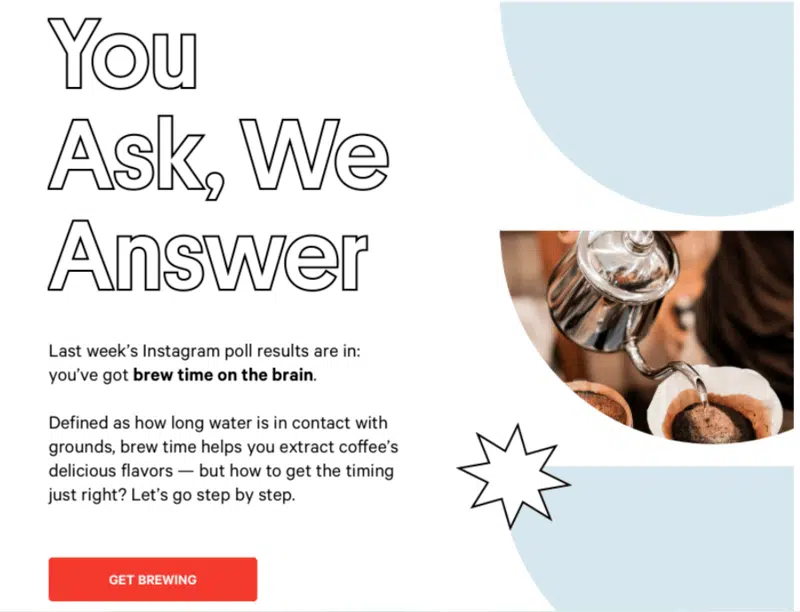 You
Ask, We
Answer
Last week’s Instagram poll results are in:
you’ve got brew time on the brain.
Defined as how long water is in contact with
grounds, brew time helps you extract coffee’s
delicious flavors — but how to get the timing
just right? Let’s go step by step.
GET BREWING